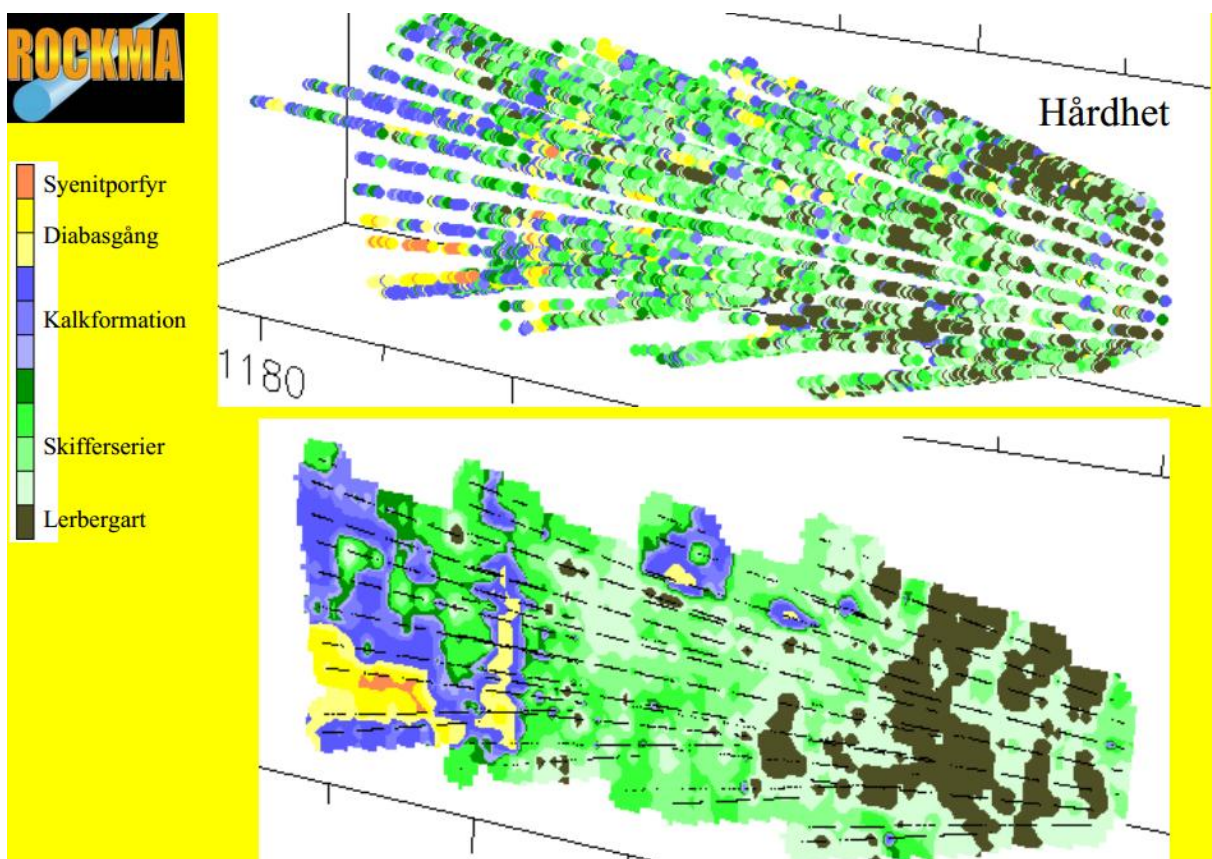 ROCKMA
Hårdhet
Syenitporfyr
Diabasgång
Kalkformation
Skifferserier
Lerbergart
1180